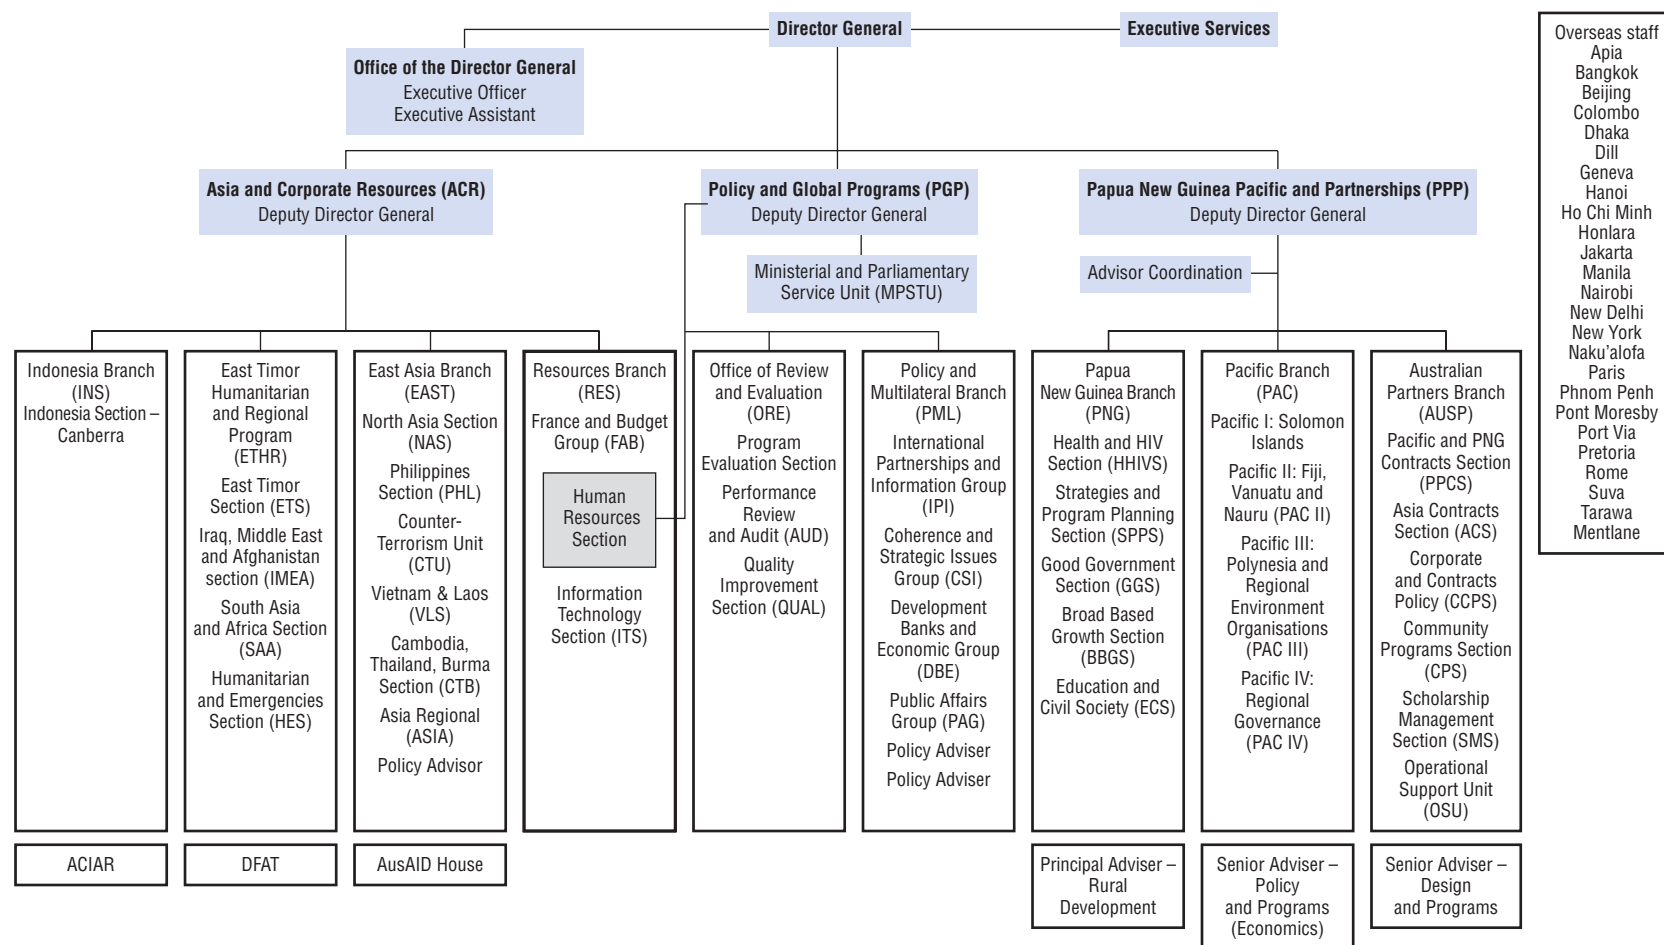 Director General
Executive Services
Office of the Director General
Executive Officer
Executive Assistant
Asia and Corporate Resources (ACR)
Deputy Director General
Policy and Global Programs (PGP)
Deputy Director General
Papua New Guinea Pacific and Partnerships (PPP)
Deputy Director General
Ministerial and Parliamentary
Service Unit (MPSTU)
Advisor Coordination
Indonesia Branch
(INS)
Indonesia Section –
Canberra
East Timor
Humanitarian
and Regional
Program
(ETHR)
East Timor
Section (ETS)
Iraq, Middle East
and Afghanistan
section (IMEA)
South Asia
and Africa Section
(SAA)
Humanitarian
and Emergencies
Section (HES)
East Asia Branch
(EAST)
North Asia Section
(NAS)
Philippines
Section (PHL)
Counter-
Terrorism Unit
(CTU)
Vietnam & Laos
(VLS)
Cambodia,
Thailand, Burma
Section (CTB)
Asia Regional
(ASIA)
Policy Advisor
Resources Branch
(RES)
France and Budget
Group (FAB)
Human
Resources
Section
Information
Technology
Section (ITS)
Office of Review
and Evaluation
(ORE)
Program
Evaluation Section
Performance
Review
and Audit (AUD)
Quality
Improvement
Section (QUAL)
Policy and
Multilateral Branch
(PML)
International
Partnerships and
Information Group
(IPI)
Coherence and
Strategic Issues
Group (CSI)
Development
Banks and
Economic Group
(DBE)
Public Affairs
Group (PAG)
Policy Adviser
Policy Adviser
Papua
New Guinea Branch
(PNG)
Health and HIV
Section (HHIVS)
Strategies and
Program Planning
Section (SPPS)
Good Government
Section (GGS)
Broad Based
Growth Section
(BBGS)
Education and
Civil Society (ECS)
Pacific Branch
(PAC)
Pacific I: Solomon
Islands
Pacific II: Fiji,
Vanuatu and
Nauru (PAC II)
Pacific III:
Polynesia and
Regional
Environment
Organisations
(PAC III)
Pacific IV:
Regional
Governance
(PAC IV)
Australian
Partners Branch
(AUSP)
Pacific and PNG
Contracts Section
(PPCS)
Asia Contracts
Section (ACS)
Corporate
and Contracts
Policy (CCPS)
Community
Programs Section
(CPS)
Scholarship
Management
Section (SMS)
Operational
Support Unit
(OSU)
ACIAR
DFAT
AusAID House
Principal Adviser –
Rural
Development
Senior Adviser –
Policy
and Programs
(Economics)
Senior Adviser –
Design
and Programs
Overseas staff
Apia
Bangkok
Beijing
Colombo
Dhaka
Dill
Geneva
Hanoi
Ho Chi Minh
Honlara
Jakarta
Manila
Nairobi
New Delhi
New York
Naku'alofa
Paris
Phnom Penh
Pont Moresby
Port Via
Pretoria
Rome
Suva
Tarawa
Mentlane